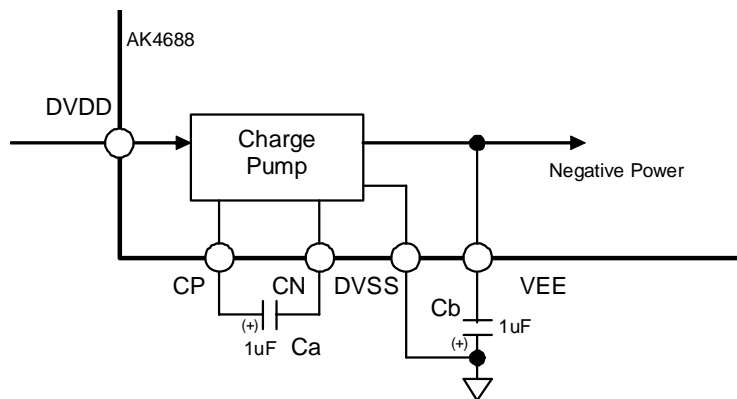 AK4688
DVDD
Charge
Pump
Negative Power
CP
CN
DVSS
VEE
Cb
(+)
1uF
1uF
Ca
(+)